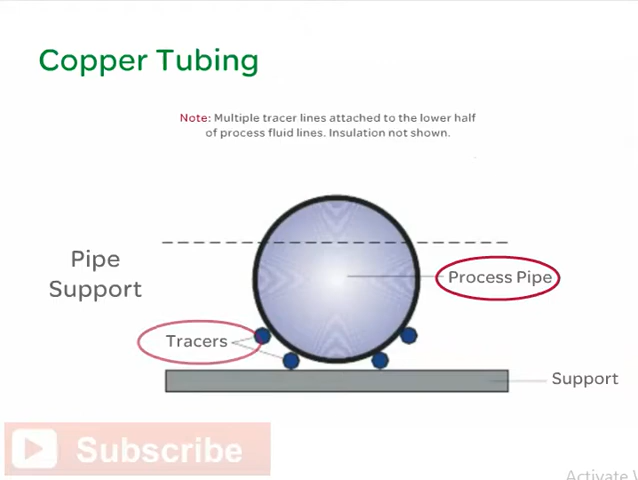 Copper Tubing
Note: Multiple tracer lines attached to the lower half
of process fluid lines. Insulation not shown.
Pipe
Support
Process Pipe
Tracers
Support
Subscribe
Activate